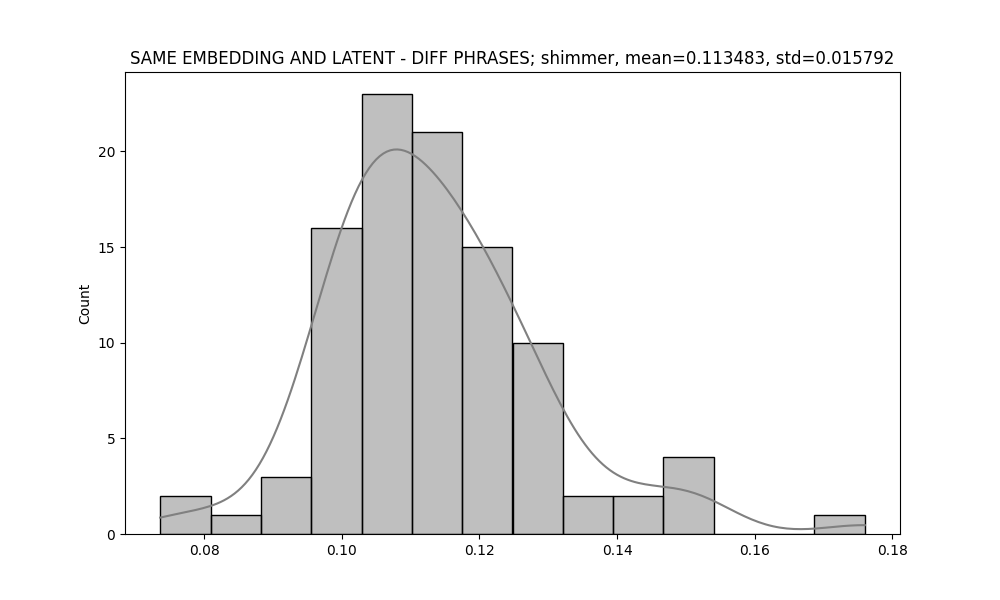 SAME EMBEDDING AND LATENT - DIFF PHRASES; shimmer, mean=0.113483, std=0.015792
Count
20
15
10
5
0
0.08 0.10 0.12 0.14 0.16 0.18